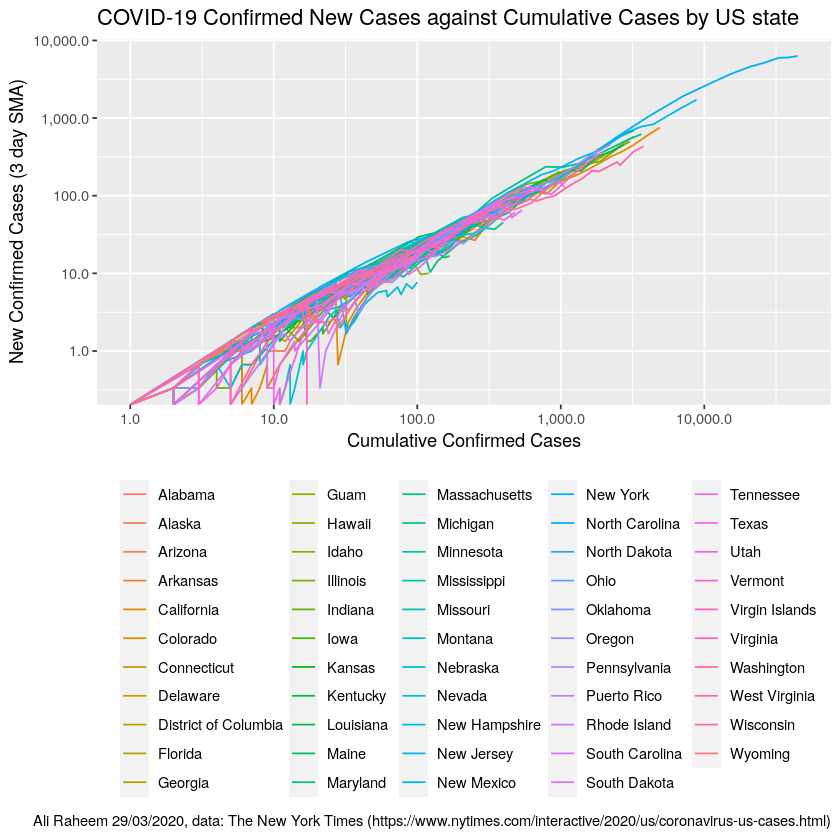 COVID-19 Confirmed New Cases against Cumulative Cases by US state
New Confirmed Cases (3 day SMA)
10,000.0
1,000.0
100.0
10.0
1.0
1.0 10.0 100.0 1,000.0 10,000.0
Cumulative Confirmed Cases
Alabama
Alaska
Arizona
Arkansas
California
Colorado
Connecticut
Delaware
District of Columbia
Florida
Georgia
Guam
Hawaii
Idaho
Illinois
Indiana
Iowa
Kansas
Kentucky
Louisiana
Maine
Maryland
Massachusetts
Michigan
Minnesota
Mississippi
Missouri
Montana
Nebraska
Nevada
New Hampshire
New Jersey
New Mexico
New York
North Carolina
North Dakota
Ohio
Oklahoma
Oregon
Pennsylvania
Puerto Rico
Rhode Island
South Carolina
South Dakota
Tennessee
Texas
Utah
Vermont
Virgin Islands
Virginia
Washington
West Virginia
Wisconsin
Wyoming
Ali Raheem 29/03/2020, data: The New York Times (https://www.nytimes.com/interactive/2020/us/coronavirus-us-cases.html)